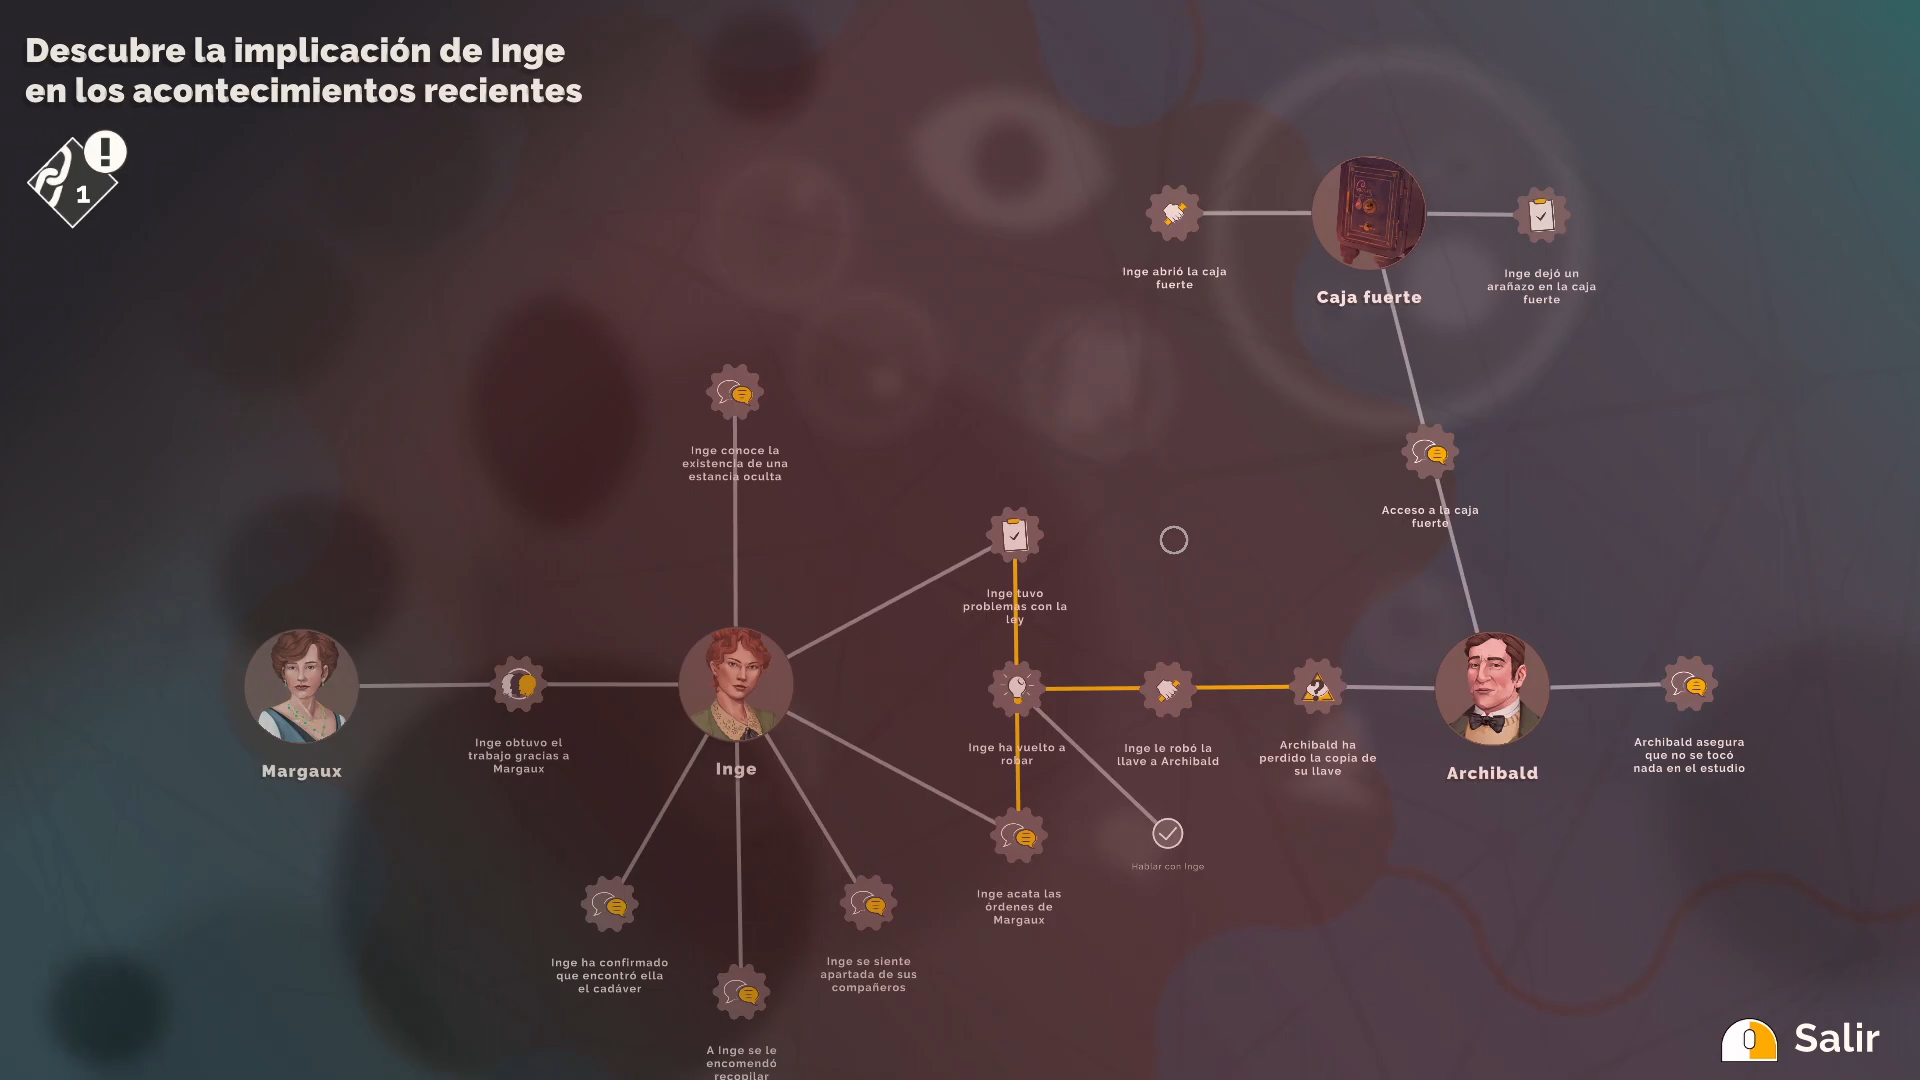 Descubre la implicación de Inge
en los acontecimientos recientes
1
Inge abrió la caja
fuerte
Caja fuerte
Inge dejó un
arañazo en la caja
fuerte
Inge conoce la
existencia de una
estancia oculta
Acceso a la caja
fuerte
Inge tuvo
problemas con la
ley
Margaux
Inge obtuvo el
trabajo gracias a
Margaux
Inge
Inge ha vuelto a
robar
Inge le robó la
llave a Archibald
Archibald ha
perdido la copia de
su llave
Archibald
Archibald asegura
que no se tocó
nada en el estudio
Hablar con Inge
Inge acata las
órdenes de
Margaux
Inge ha confirmado
que encontró ella
el cadáver
Inge se siente
apartada de sus
compañeros
A Inge se le
encomendó
recopilar
Salir